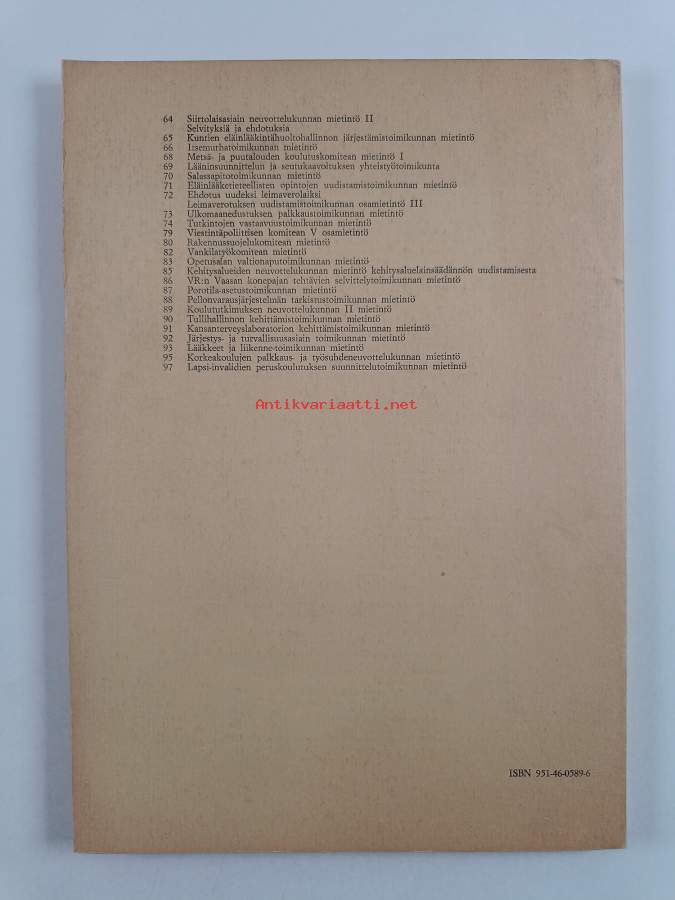 64 Siirtolaisasiain neuvottelukunnan mietintö II
Selvityksiä ja ehdotuksia
65 Kuntien eläinlääkintähuoltohallinnon järjestämistoimikunnan mietintö
66 Itsemurhatoimikunnan mietintö
68 Metsä- ja puutalouden koulutuskomitean mietintö I
69 Lääninsuunnittelun ja seutukaavoituksen yhteistyötoimikunta
70 Salassapitotoimikunnan mietintö
71 Eläinlääketieteellisten opintojen uudistamistoimikunnan mietintö
72 Ehdotus uudeksi leimaverolaiksi
Leimaverotuksen uudistamistoimikunnan osamietintö III
73 Ulkomaanedustuksen palkkaustoimikunnan mietintö
74 Tutkintojen vastaavuustoimikunnan mietintö
79 Viestintäpoliittisen komitean V osamietintö
80 Rakennussuojelukomitean mietintö
82 Vankilatyökomitean mietintö
83 Opetusalan valtionaputoimikunnan mietintö
85 Kehitysalueiden neuvottelukunnan mietintö kehitysaluelainsäädännön uudistamisesta
86 VR:n Vaasan konepajan tehtävien selvittelytoimikunnan mietintö
87 Porotila-asetustoimikunnan mietintö
88 Pellonvarausjärjestelmän tarkistustoimikunnan mietintö
89 Koulututkimuksen neuvottelukunnan II mietintö
90 Tullihallinnon kehittämistoimikunnan mietintö
91 Kansanterveyslaboratorion kehittämistoimikunnan mietintö
92 Järjestys- ja turvallisuusasiain toimikunnan mietintö
93 Lääkkeet ja liikenne-toimikunnan mietintö
95 Korkeakoulujen palkkaus- ja työsuhdeneuvottelukunnan mietintö
97 Lapsi-invalidien peruskoulutuksen suunnittelutoimikunnan mietintö
Antikvariaatti.net
ISBN 951-46-0589-6